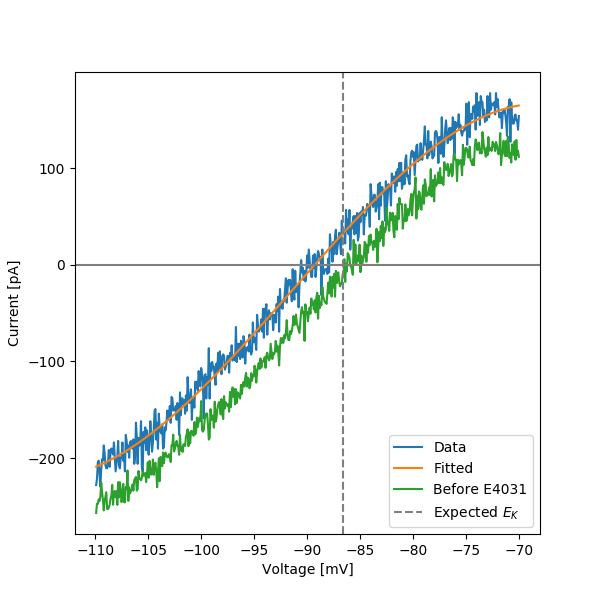 100
0
−100
−200
Current [pA]
Data
Fitted
Before E4031
Expected E_K
−110
−105
−100
−95
−90
−85
−80
−75
−70
Voltage [mV]